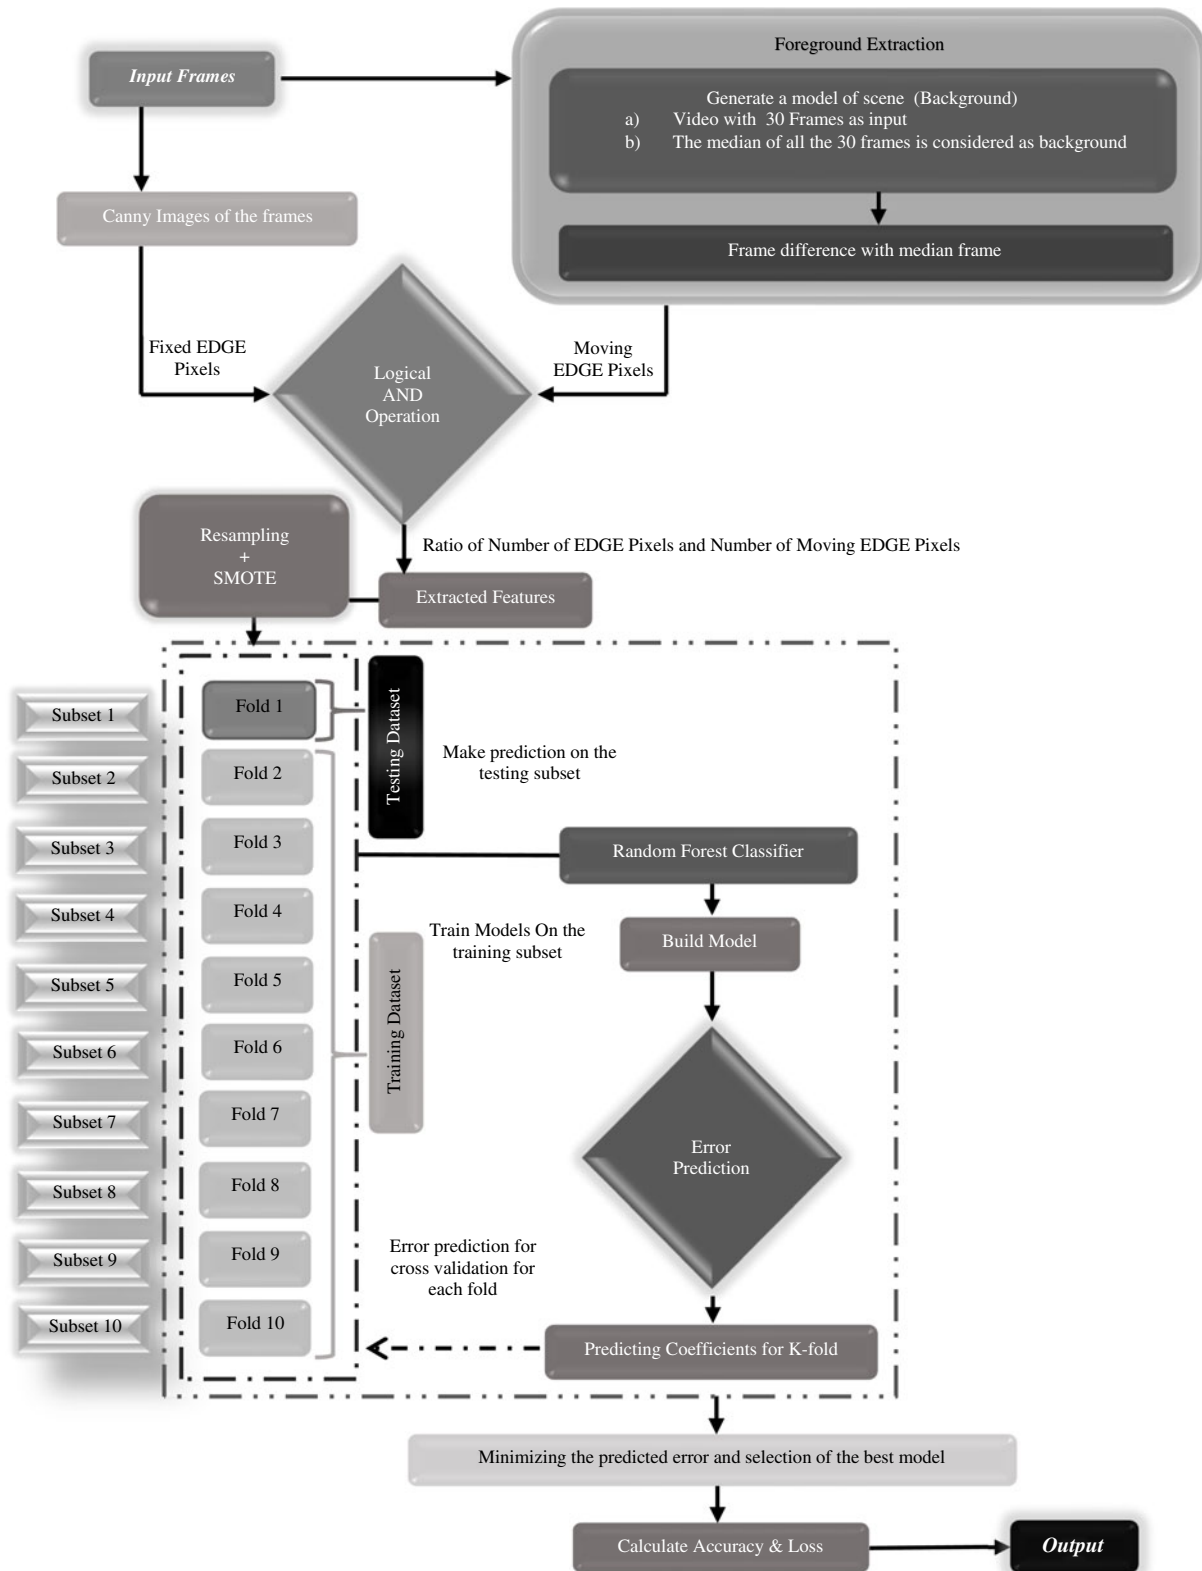 Foreground Extraction
Input Frames
Generate a model of scene (Background)
a) Video with 30 Frames as input
b) The median of all the 30 frames is considered as background
Canny Images of the frames
Frame difference with median frame
Fixed EDGE
Pixels
Moving
EDGE Pixels
Logical
AND
Operation
Resampling
+
SMOTE
Ratio of Number of EDGE Pixels and Number of Moving EDGE Pixels
Extracted Features
Subset 1
Subset 2
Subset 3
Subset 4
Subset 5
Subset 6
Subset 7
Subset 8
Subset 9
Subset 10
Fold 1
Fold 2
Fold 3
Fold 4
Fold 5
Fold 6
Fold 7
Fold 8
Fold 9
Fold 10
Testing Dataset
Training Dataset
Make prediction on the
testing subset
Random Forest Classifier
Train Models On the
training subset
Build Model
Error
Prediction
Error prediction for
cross validation for
each fold
Predicting Coefficients for K-fold
Minimizing the predicted error and selection of the best model
Calculate Accuracy & Loss
Output